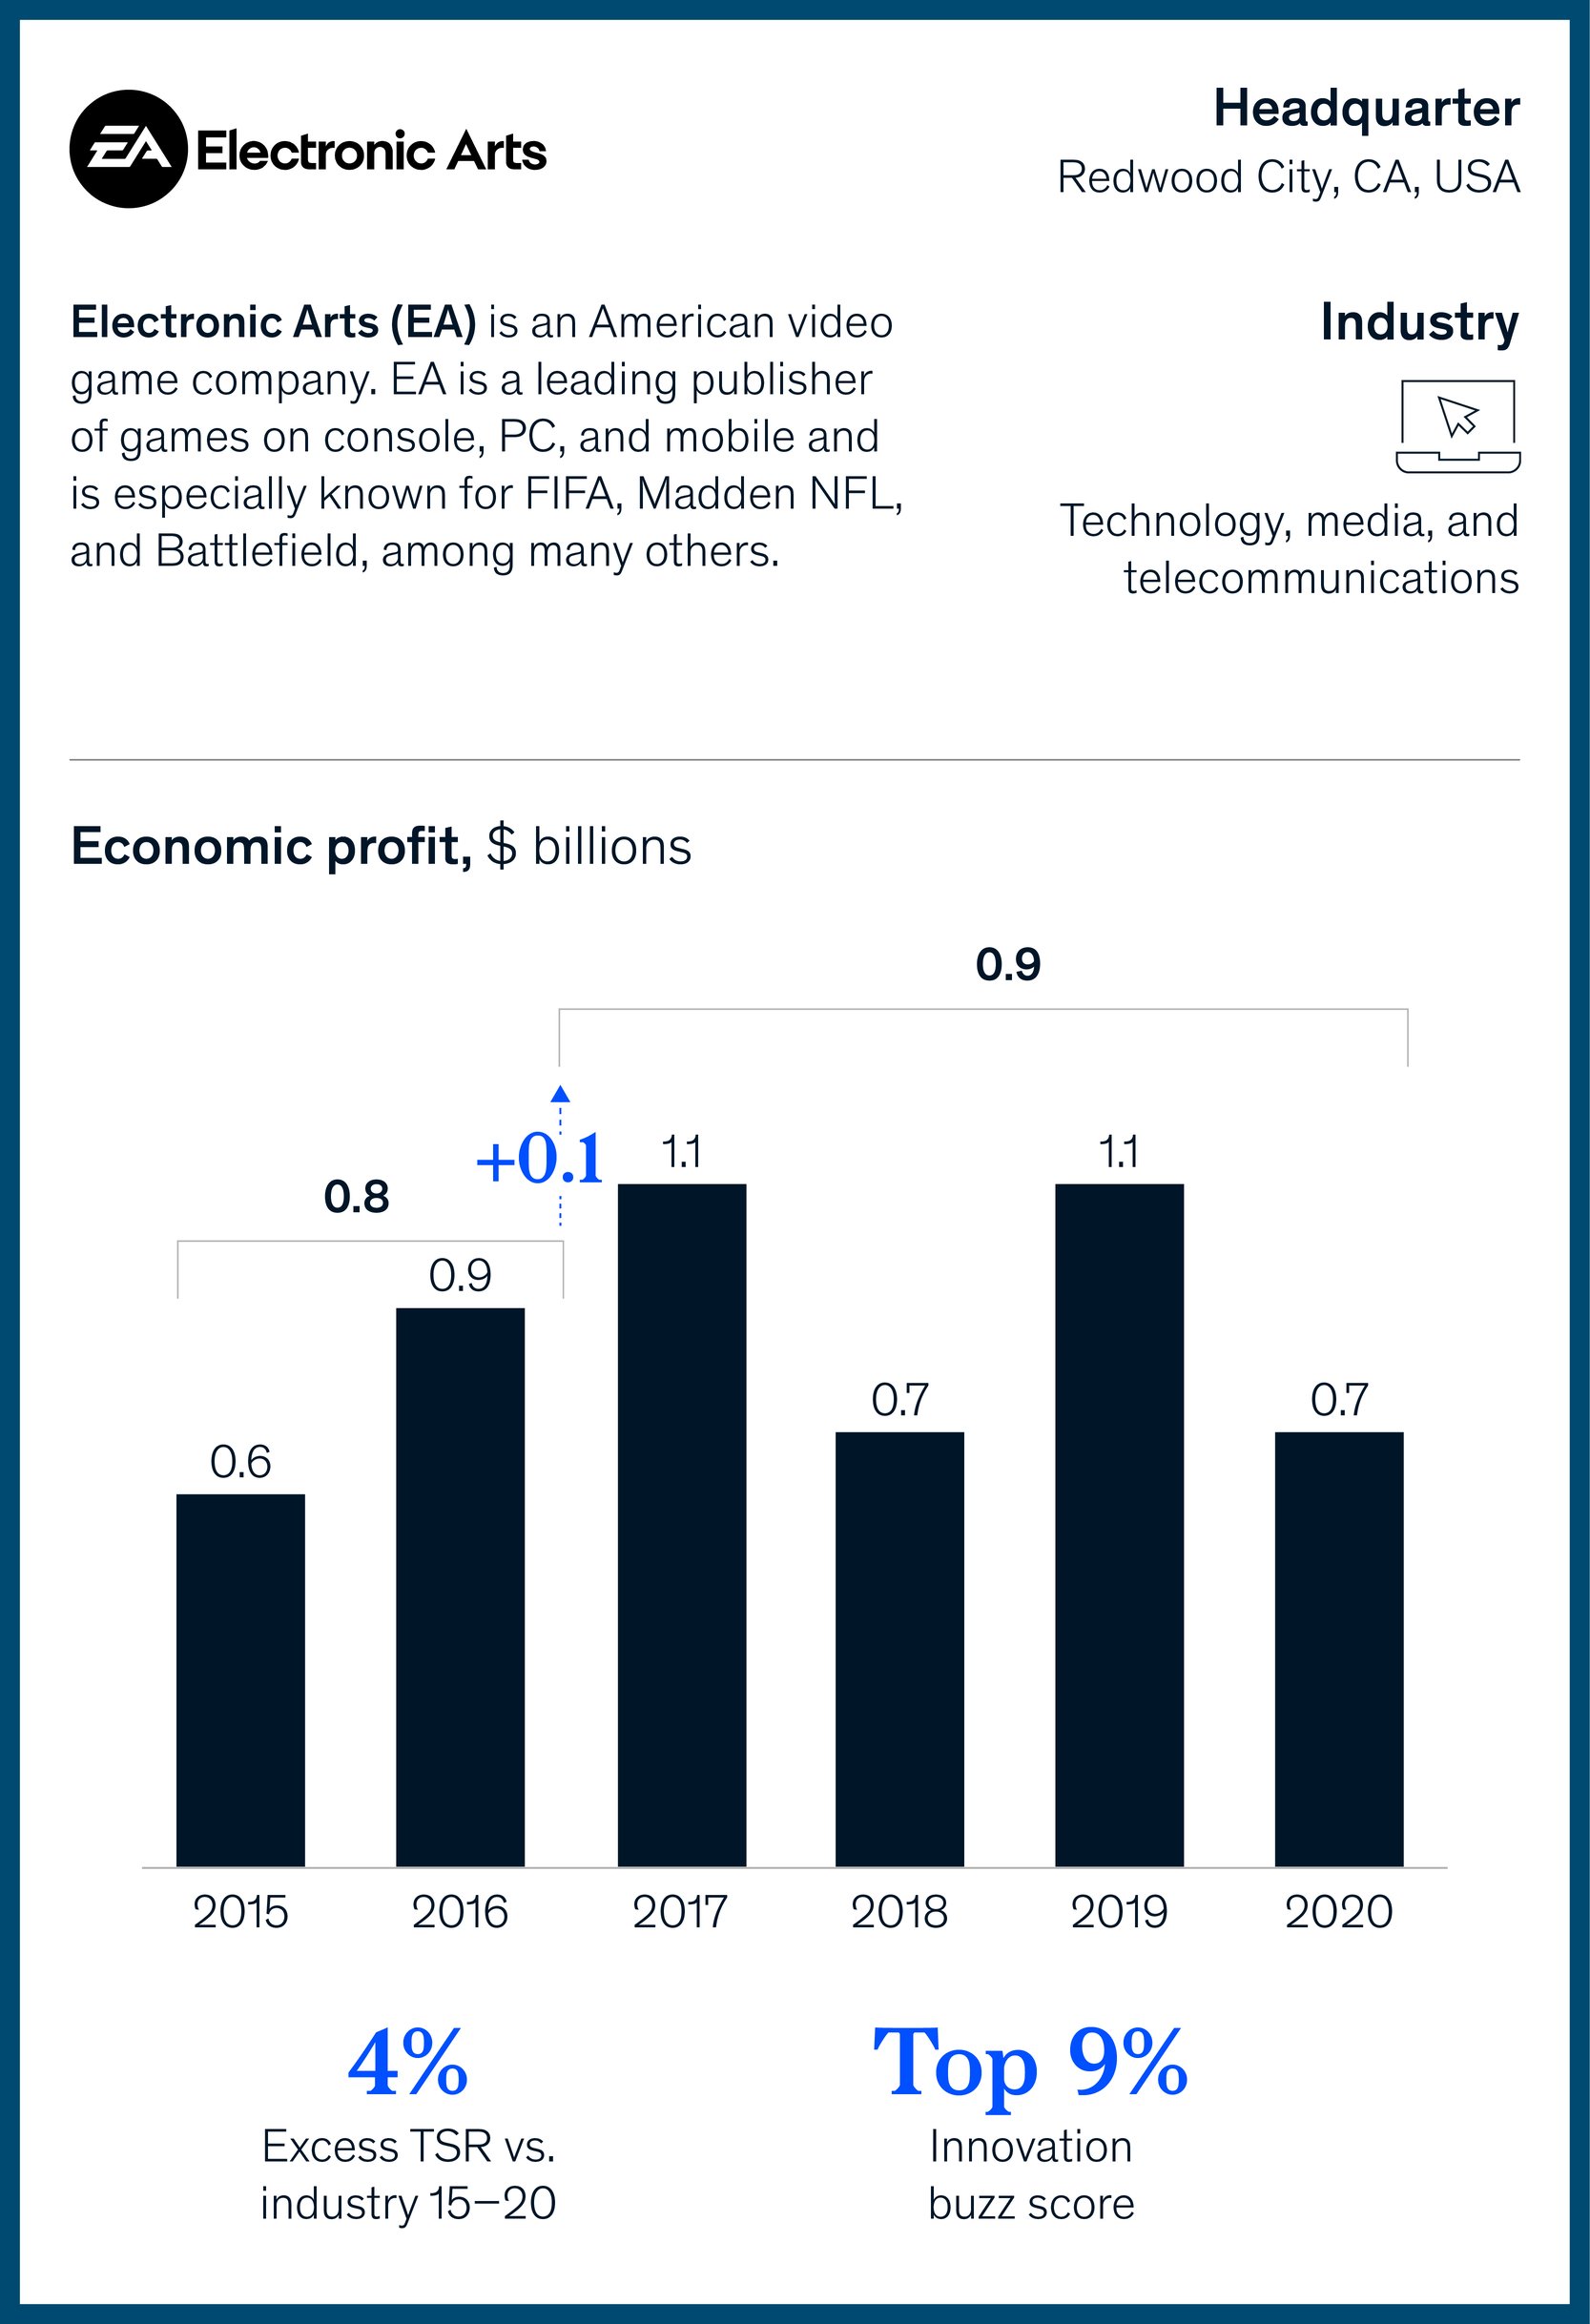 EA Electronic Arts
Headquarter
Redwood City, CA, USA
Electronic Arts (EA) is an American video
game company. EA is a leading publisher
of games on console, PC, and mobile and
is especially known for FIFA, Madden NFL,
and Battlefield, among many others.
Industry
Technology, media, and
telecommunications
Economic profit, $ billions
0.9
+0.1
0.8
0.6
0.9
1.1
0.7
1.1
0.7
2015
2016
2017
2018
2019
2020
4%
Excess TSR vs.
industry 15–20
Top 9%
Innovation
buzz score